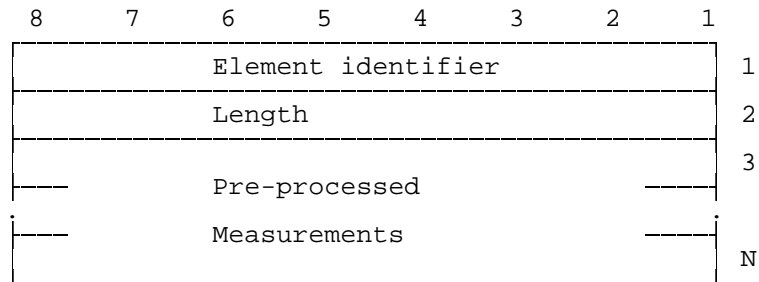 8 7 6 5 4 3 2 1
Element identifier 1
Length 2
3
Pre-processed
Measurements
N